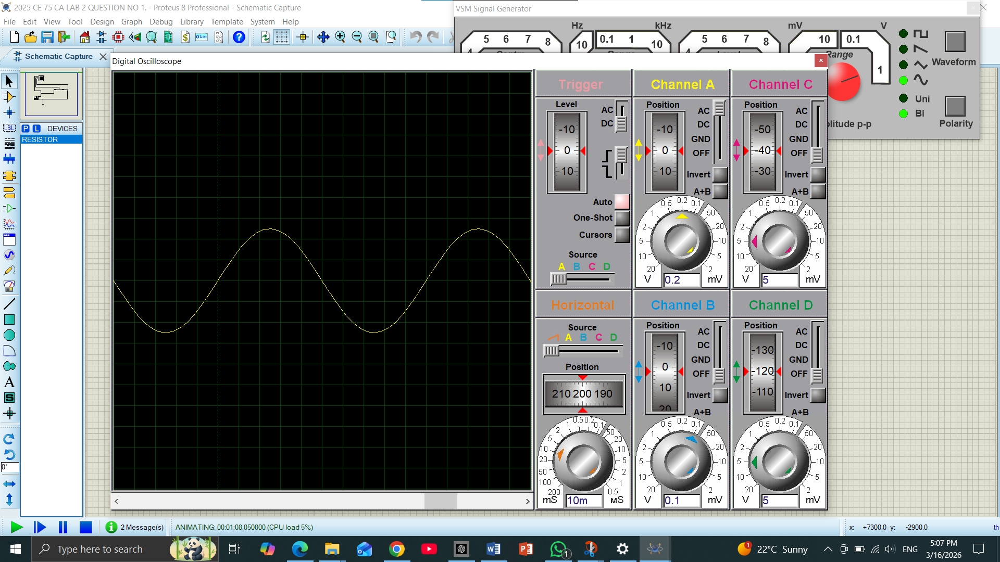 2025 CE 75 CA LAB 2 QUESTION NO 1. - Proteus 8 Professional - Schematic Capture
File Edit View Tool Design Graph Debug Library Template System Help
Schematic Capture
P L DEVICES
RESISTOR
LBL
A
S
0°
VSM Signal Generator
Hz kHz mV V
5 6 7 8
10 0.1 1 10
5 6 7 8
10 0.1 1
Range
Waveform
Uni
Bi
Polarity
plitude p-p
Digital Oscilloscope
Trigger
Level
-10
0
10
AC
DC
Auto
One-Shot
Cursors
Source
A B C D
Channel A
Position
-10
0
10
AC
DC
GND
OFF
Invert
A+B
20 10 5 2 1 0.5 0.2 0.1 50 20 10 5 2
V 0.2 mV
Channel C
Position
-50
-40
-30
AC
DC
GND
OFF
Invert
A+B
20 10 5 2 1 0.5 0.2 0.1 50 20 10 5 2
V 5 mV
Horizontal
Source
A B C D
Position
210 200 190
200 100 50 20 10 5 2 1 0.5 0.2 0.1 50 20 10 5 2 1 0.5
mS 10m µS
Channel B
Position
-10
0
10
20
AC
DC
GND
OFF
Invert
A+B
20 10 5 2 1 0.5 0.2 0.1 50 20 10 5 2
V 0.1 mV
Channel D
Position
-130
-120
-110
AC
DC
GND
OFF
Invert
A+B
20 10 5 2 1 0.5 0.2 0.1 50 20 10 5 2
V 5 mV
2 Message(s)
ANIMATING: 00:01:08.050000 (CPU load 5%)
x: +7300.0 y: -2900.0 th
Type here to search
1
1
22°C Sunny
ENG
5:07 PM
3/16/2026